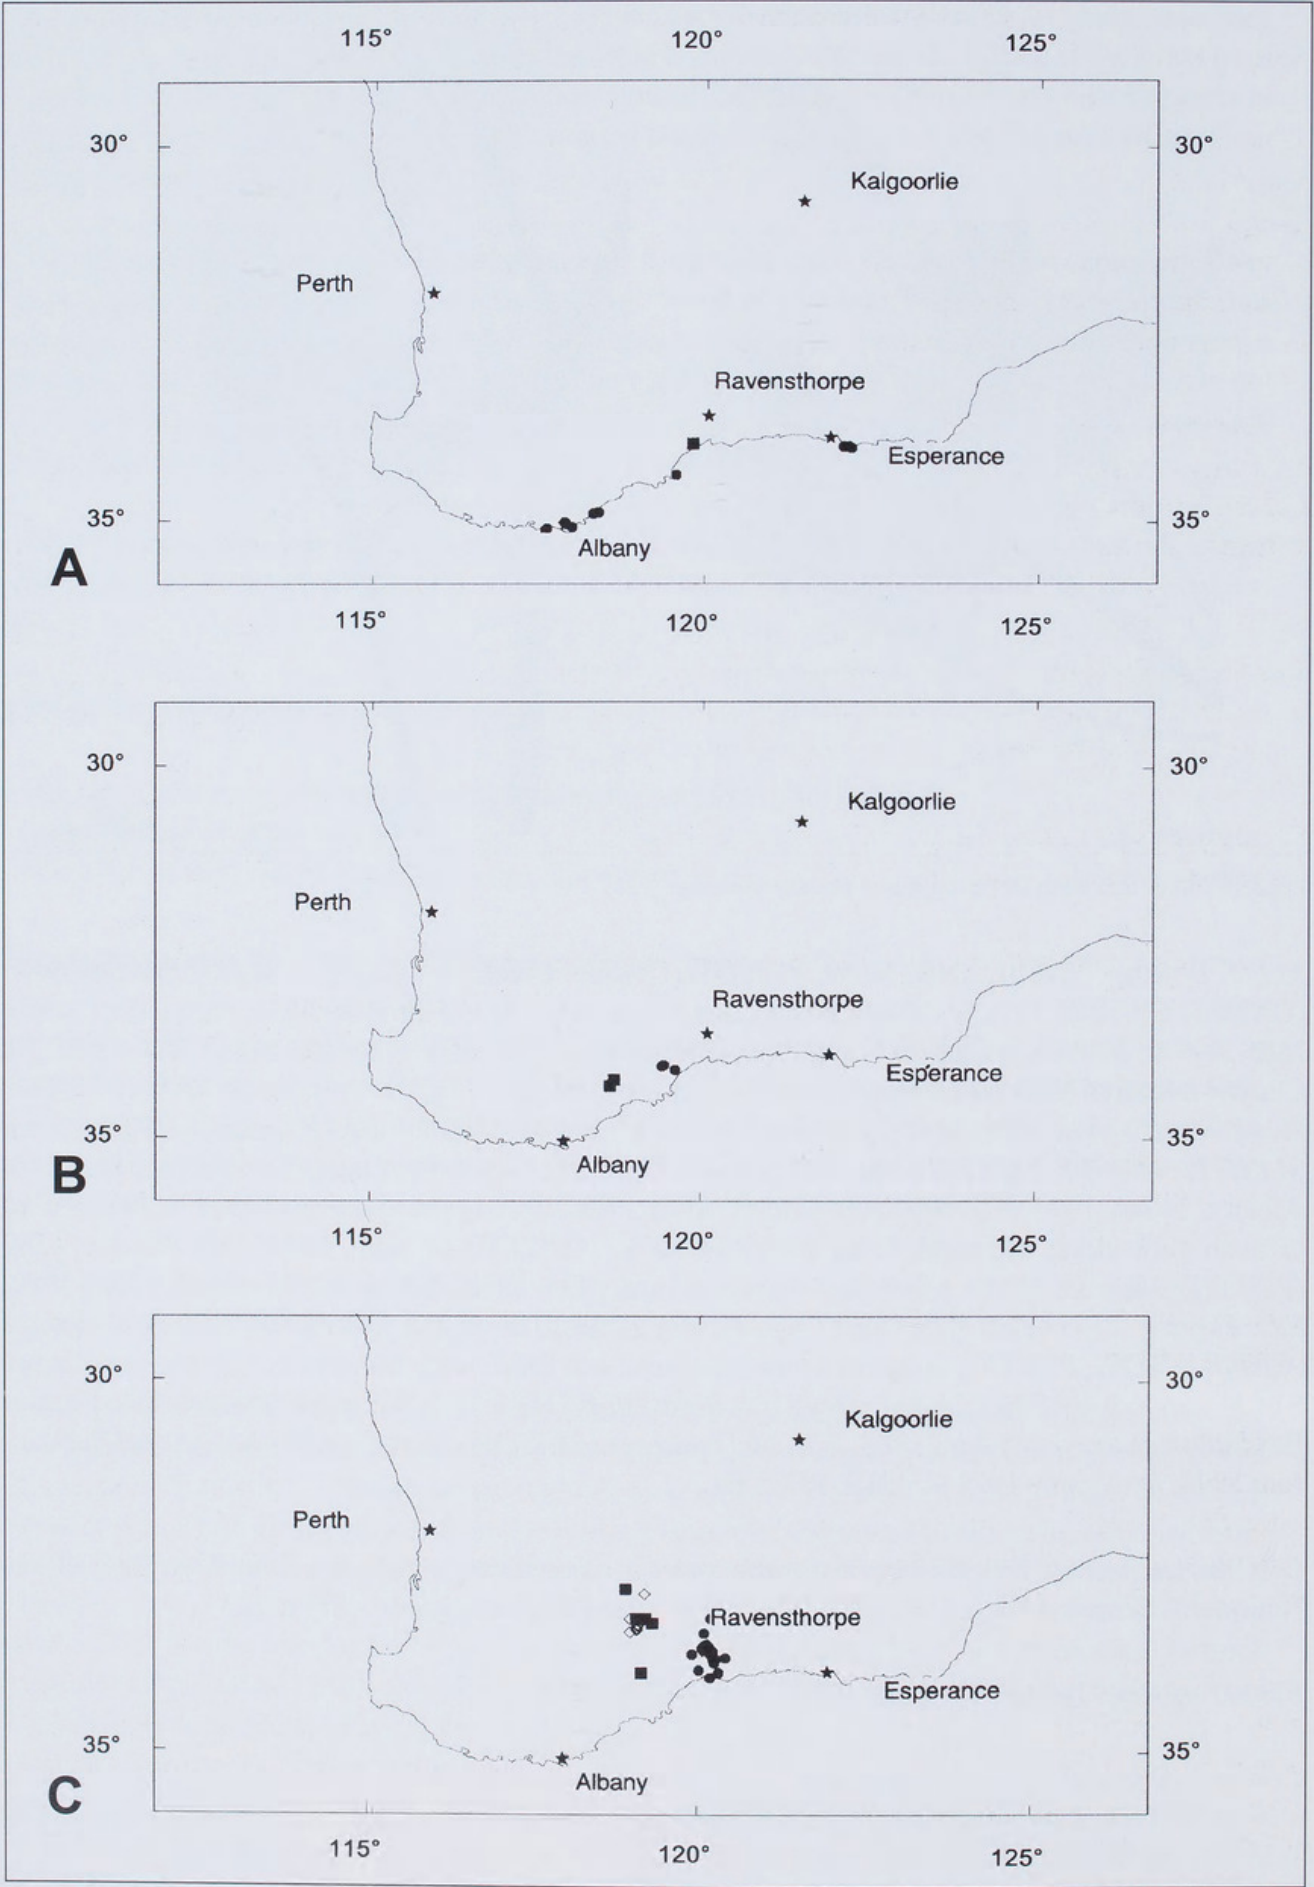 115° 120° 125°
30° 30°
Kalgoorlie
Perth
Ravensthorpe
Esperance
35° 35°
Albany
A
115° 120° 125°
30° 30°
Kalgoorlie
Perth
Ravensthorpe
Esperance
35° 35°
Albany
B
115° 120° 125°
30° 30°
Kalgoorlie
Perth
Ravensthorpe
Esperance
35° 35°
Albany
C
115° 120° 125°